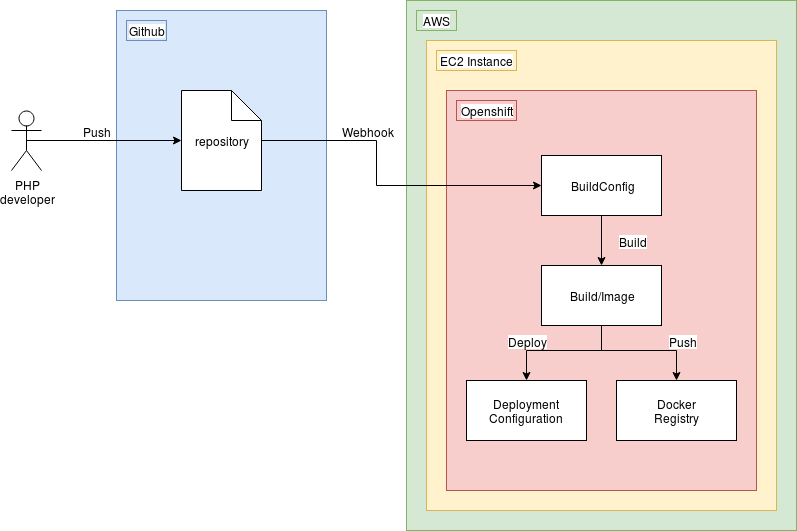 AWS
Github
EC2 Instance
Openshift
Push
Webhook
repository
PHP
developer
BuildConfig
Build
Build/Image
Deploy
Push
Deployment
Configuration
Docker
Registry